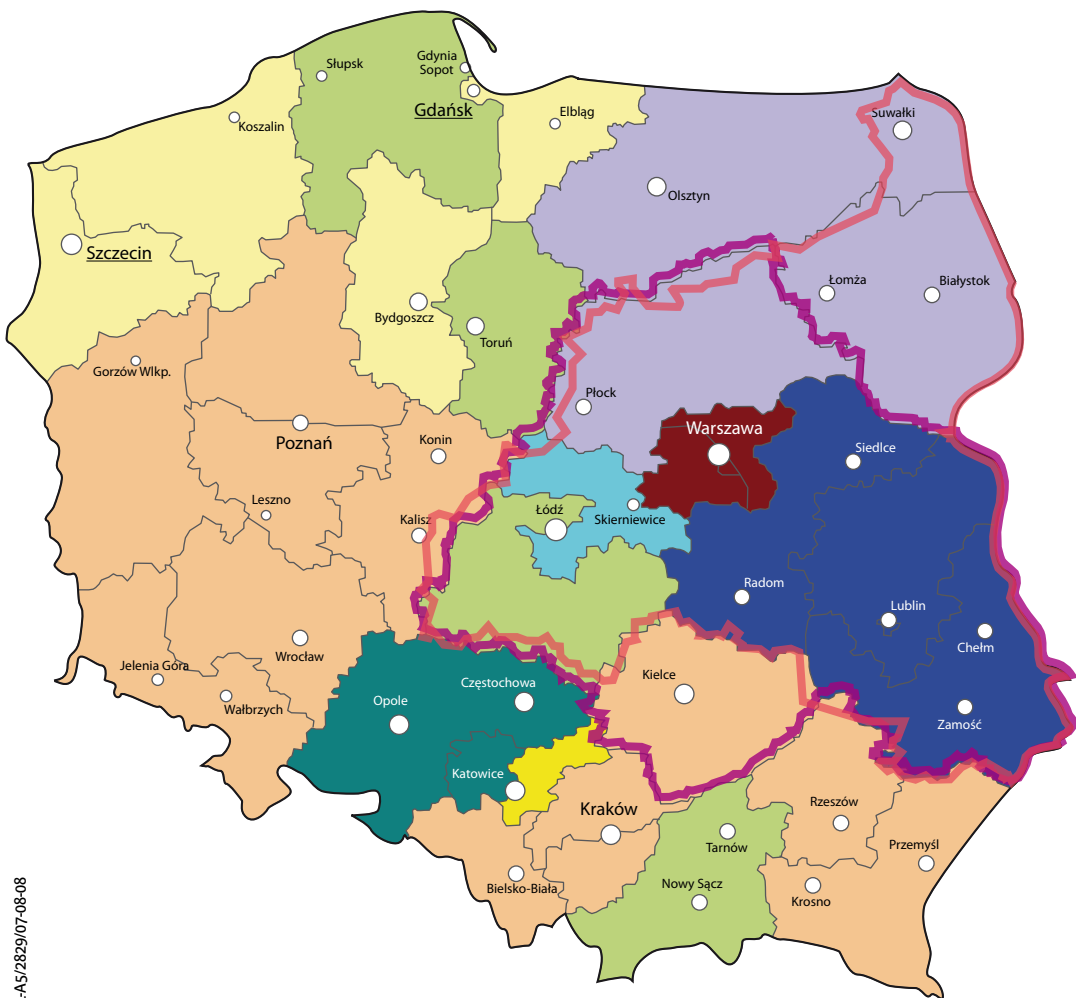 Słupsk
Gdynia
Sopot
Gdańsk
Koszalin
Elbląg
Suwałki
Olsztyn
Szczecin
Łomża
Białystok
Bydgoszcz
Toruń
Gorzów Wlkp.
Płock
Poznań
Konin
Warszawa
Siedlce
Leszno
Kalisz
Łódź
Skierniewice
Radom
Lublin
Chełm
Wrocław
Jelenia Góra
Wałbrzych
Częstochowa
Opole
Kielce
Zamość
Katowice
Kraków
Rzeszów
Tarnów
Przemyśl
Bielsko-Biała
Nowy Sącz
Krosno
-A5/2829/07-08-08